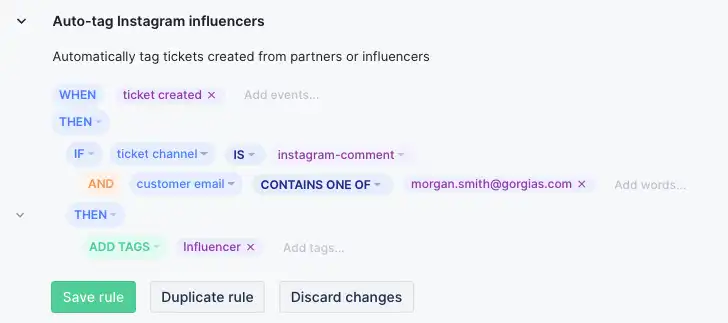 Auto-tag Instagram influencers
Automatically tag tickets created from partners or influencers
WHEN ticket created × Add events...
THEN
IF ticket channel IS instagram-comment
AND customer email CONTAINS ONE OF morgan.smith@gorgias.com × Add words...
THEN
ADD TAGS Influencer × Add tags...
Save rule Duplicate rule Discard changes